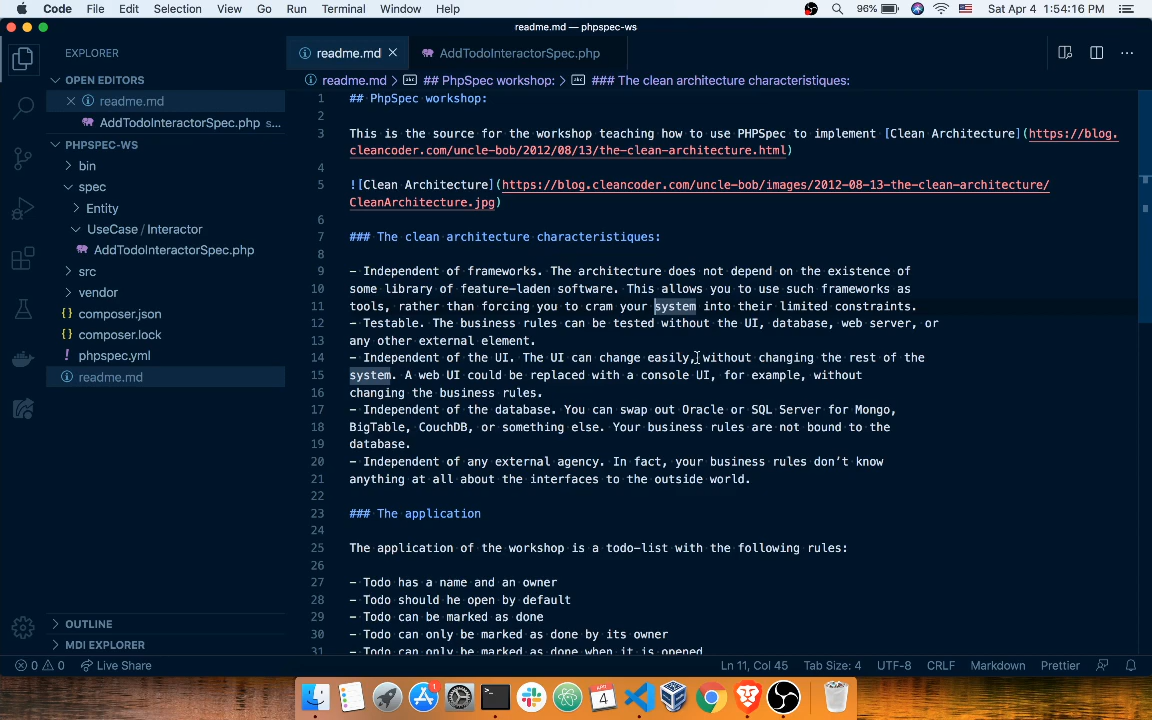 Code File Edit Selection View Go Run Terminal Window Help 96% Sat Apr 4 1:54:16 PM
readme.md — phpspec-ws
EXPLORER
readme.md
AddTodoInteractorSpec.php
OPEN EDITORS
readme.md > ## PhpSpec workshop: > ### The clean architecture characteristiques:
readme.md
AddTodoInteractorSpec.php s...
PHPSPEC-WS
bin
spec
Entity
UseCase / Interactor
AddTodoInteractorSpec.php
src
vendor
composer.json
composer.lock
phpspec.yml
readme.md
OUTLINE
MDI EXPLORER
1 ## PhpSpec workshop:
2
3 This is the source for the workshop teaching how to use PHPSpec to implement [Clean Architecture](https://blog.
cleancoder.com/uncle-bob/2012/08/13/the-clean-architecture.html)
4
5 ![Clean Architecture](https://blog.cleancoder.com/uncle-bob/images/2012-08-13-the-clean-architecture/
CleanArchitecture.jpg)
6
7 ### The clean architecture characteristiques:
8
9 - Independent of frameworks. The architecture does not depend on the existence of
10 some library of feature-laden software. This allows you to use such frameworks as
11 tools, rather than forcing you to cram your system into their limited constraints.
12 - Testable. The business rules can be tested without the UI, database, web server, or
13 any other external element.
14 - Independent of the UI. The UI can change easily, without changing the rest of the
15 system. A web UI could be replaced with a console UI, for example, without
16 changing the business rules.
17 - Independent of the database. You can swap out Oracle or SQL Server for Mongo,
18 BigTable, CouchDB, or something else. Your business rules are not bound to the
19 database.
20 - Independent of any external agency. In fact, your business rules don't know
21 anything at all about the interfaces to the outside world.
22
23 ### The application
24
25 The application of the workshop is a todo-list with the following rules:
26
27 - Todo has a name and an owner
28 - Todo should he open by default
29 - Todo can be marked as done
30 - Todo can only be marked as done by its owner
31 - Todo can only be marked as done when it is opened
0 0 Live Share Ln 11, Col 45 Tab Size: 4 UTF-8 CRLF Markdown Prettier
APR
4
1